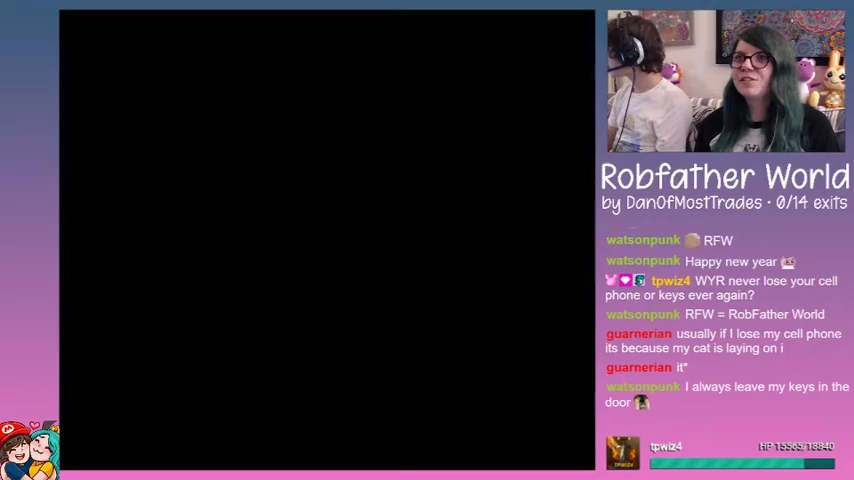 Robfather World
by DanOfMostTrades • 0/14 exits
watsonpunk RFW
watsonpunk Happy new year
tpwiz4 WYR never lose your cell
phone or keys ever again?
watsonpunk RFW = RobFather World
guarnerian usually if I lose my cell phone
its because my cat is laying on i
guarnerian it*
watsonpunk I always leave my keys in the
door
tpwiz4 HP 15565/18840
TPWIZ4